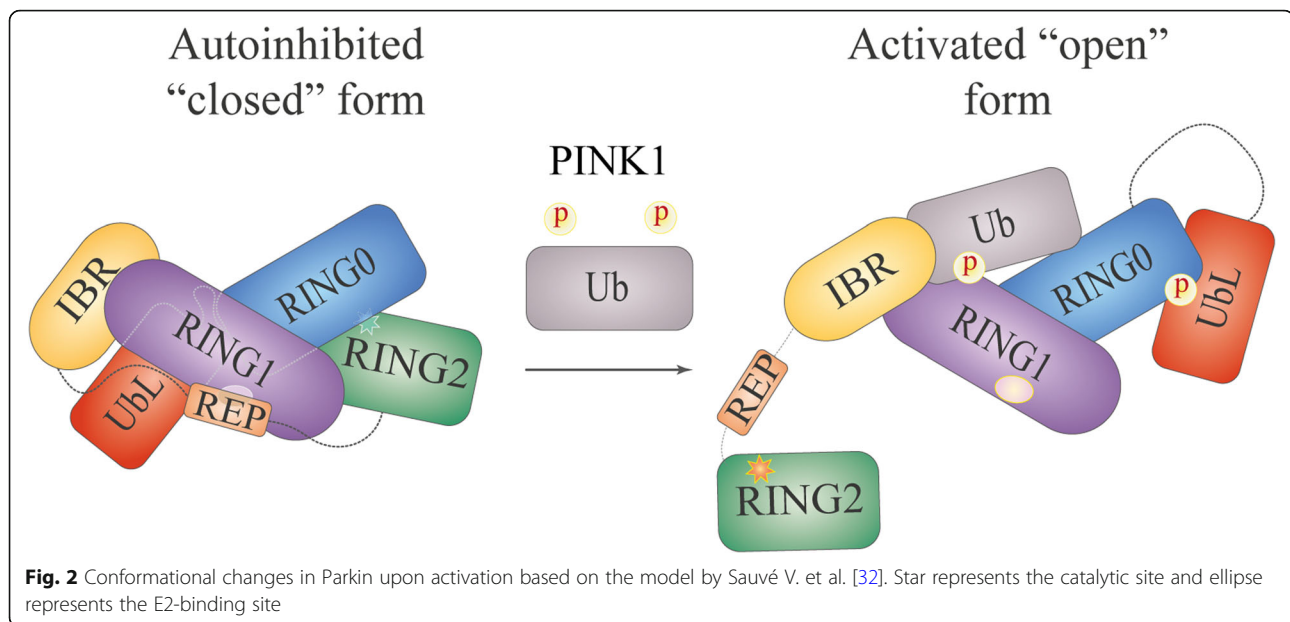 Autoinhibited
“closed” form
Activated “open”
form
PINK1
p p
Ub
IBR
RING0
RING1
RING2
UbL
REP
Ub
p
IBR
RING0
p
UbL
RING1
REP
RING2
Fig. 2 Conformational changes in Parkin upon activation based on the model by Sauvé V. et al. [32]. Star represents the catalytic site and ellipse
represents the E2-binding site